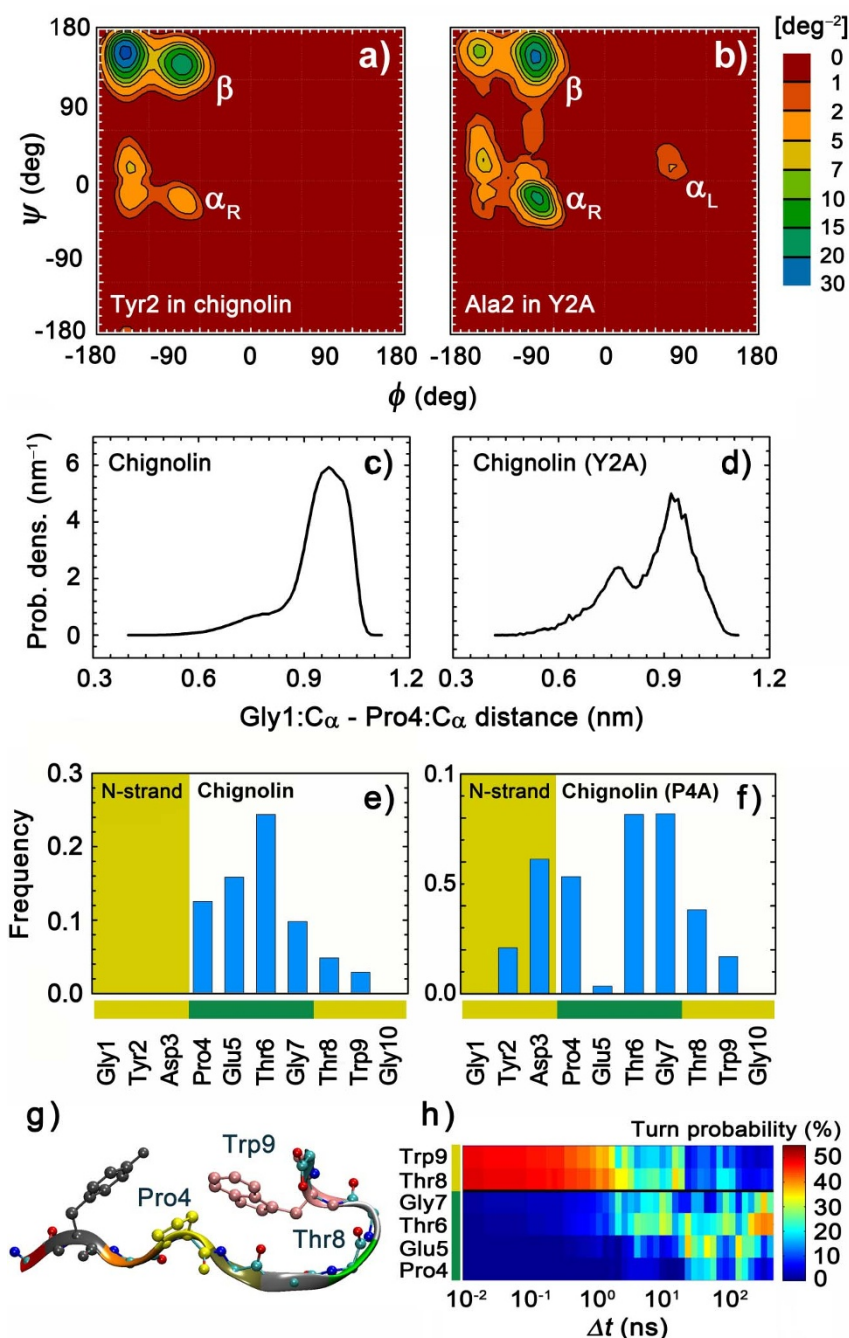 a)
b)
[deg⁻²]
180
90
0
-90
-180
ψ (deg)
β
α_R
Tyr2 in chignolin
β
α_R
α_L
Ala2 in Y2A
0
1
2
5
7
10
15
20
30
-180 -90 0 90 180
-180 -90 0 90 180
ϕ (deg)
Prob. dens. (nm⁻¹)
6
4
2
0
Chignolin c)
Chignolin (Y2A) d)
0.3 0.6 0.9 1.2
0.3 0.6 0.9 1.2
Gly1:Cα - Pro4:Cα distance (nm)
Frequency
0.3
0.2
0.1
0.0
N-strand Chignolin e)
0.1
0.5
0.0
N-strand Chignolin (P4A) f)
Gly1 Tyr2 Asp3 Pro4 Glu5 Thr6 Gly7 Thr8 Trp9 Gly10
Gly1 Tyr2 Asp3 Pro4 Glu5 Thr6 Gly7 Thr8 Trp9 Gly10
g)
Trp9
Pro4
Thr8
h)
Turn probability (%)
Trp9
Thr8
Gly7
Thr6
Glu5
Pro4
50
40
30
20
10
0
10⁻² 10⁻¹ 10⁰ 10¹ 10²
Δt (ns)